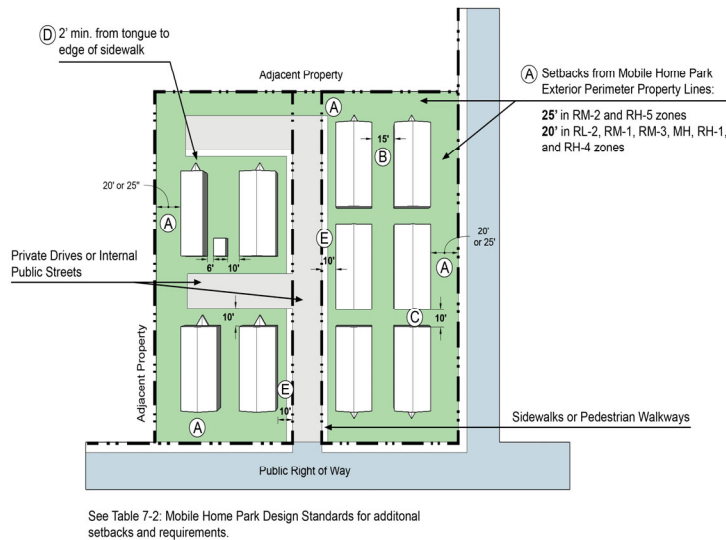 D 2' min. from tongue to
edge of sidewalk
Adjacent Property
A Setbacks from Mobile Home Park
Exterior Perimeter Property Lines:
25' in RM-2 and RH-5 zones
20' in RL-2, RM-1, RM-3, MH, RH-1,
and RH-4 zones
A
15'
B
20' or 25"
A
E
20'
or 25'
A
Private Drives or Internal
Public Streets
6' 10'
10'
10'
C
10'
Adjacent Property
E
10'
A
Sidewalks or Pedestrian Walkways
Public Right of Way
See Table 7-2: Mobile Home Park Design Standards for additonal
setbacks and requirements.